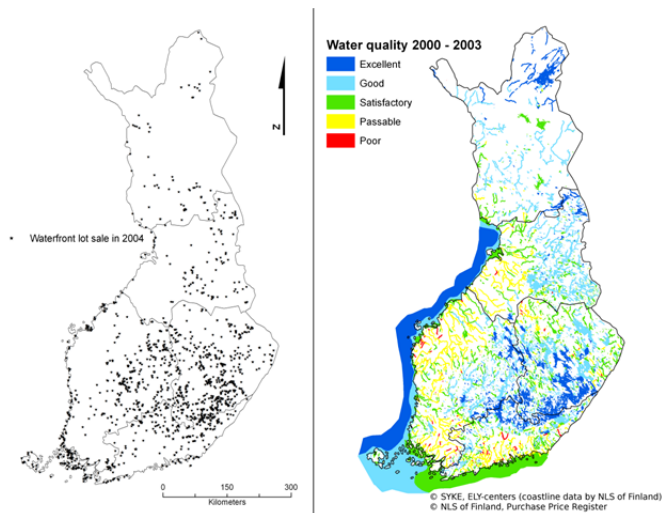 N
Waterfront lot sale in 2004
0 150 300
Kilometers
Water quality 2000 - 2003
Excellent
Good
Satisfactory
Passable
Poor
© SYKE, ELY-centers (coastline data by NLS of Finland)
© NLS of Finland, Purchase Price Register